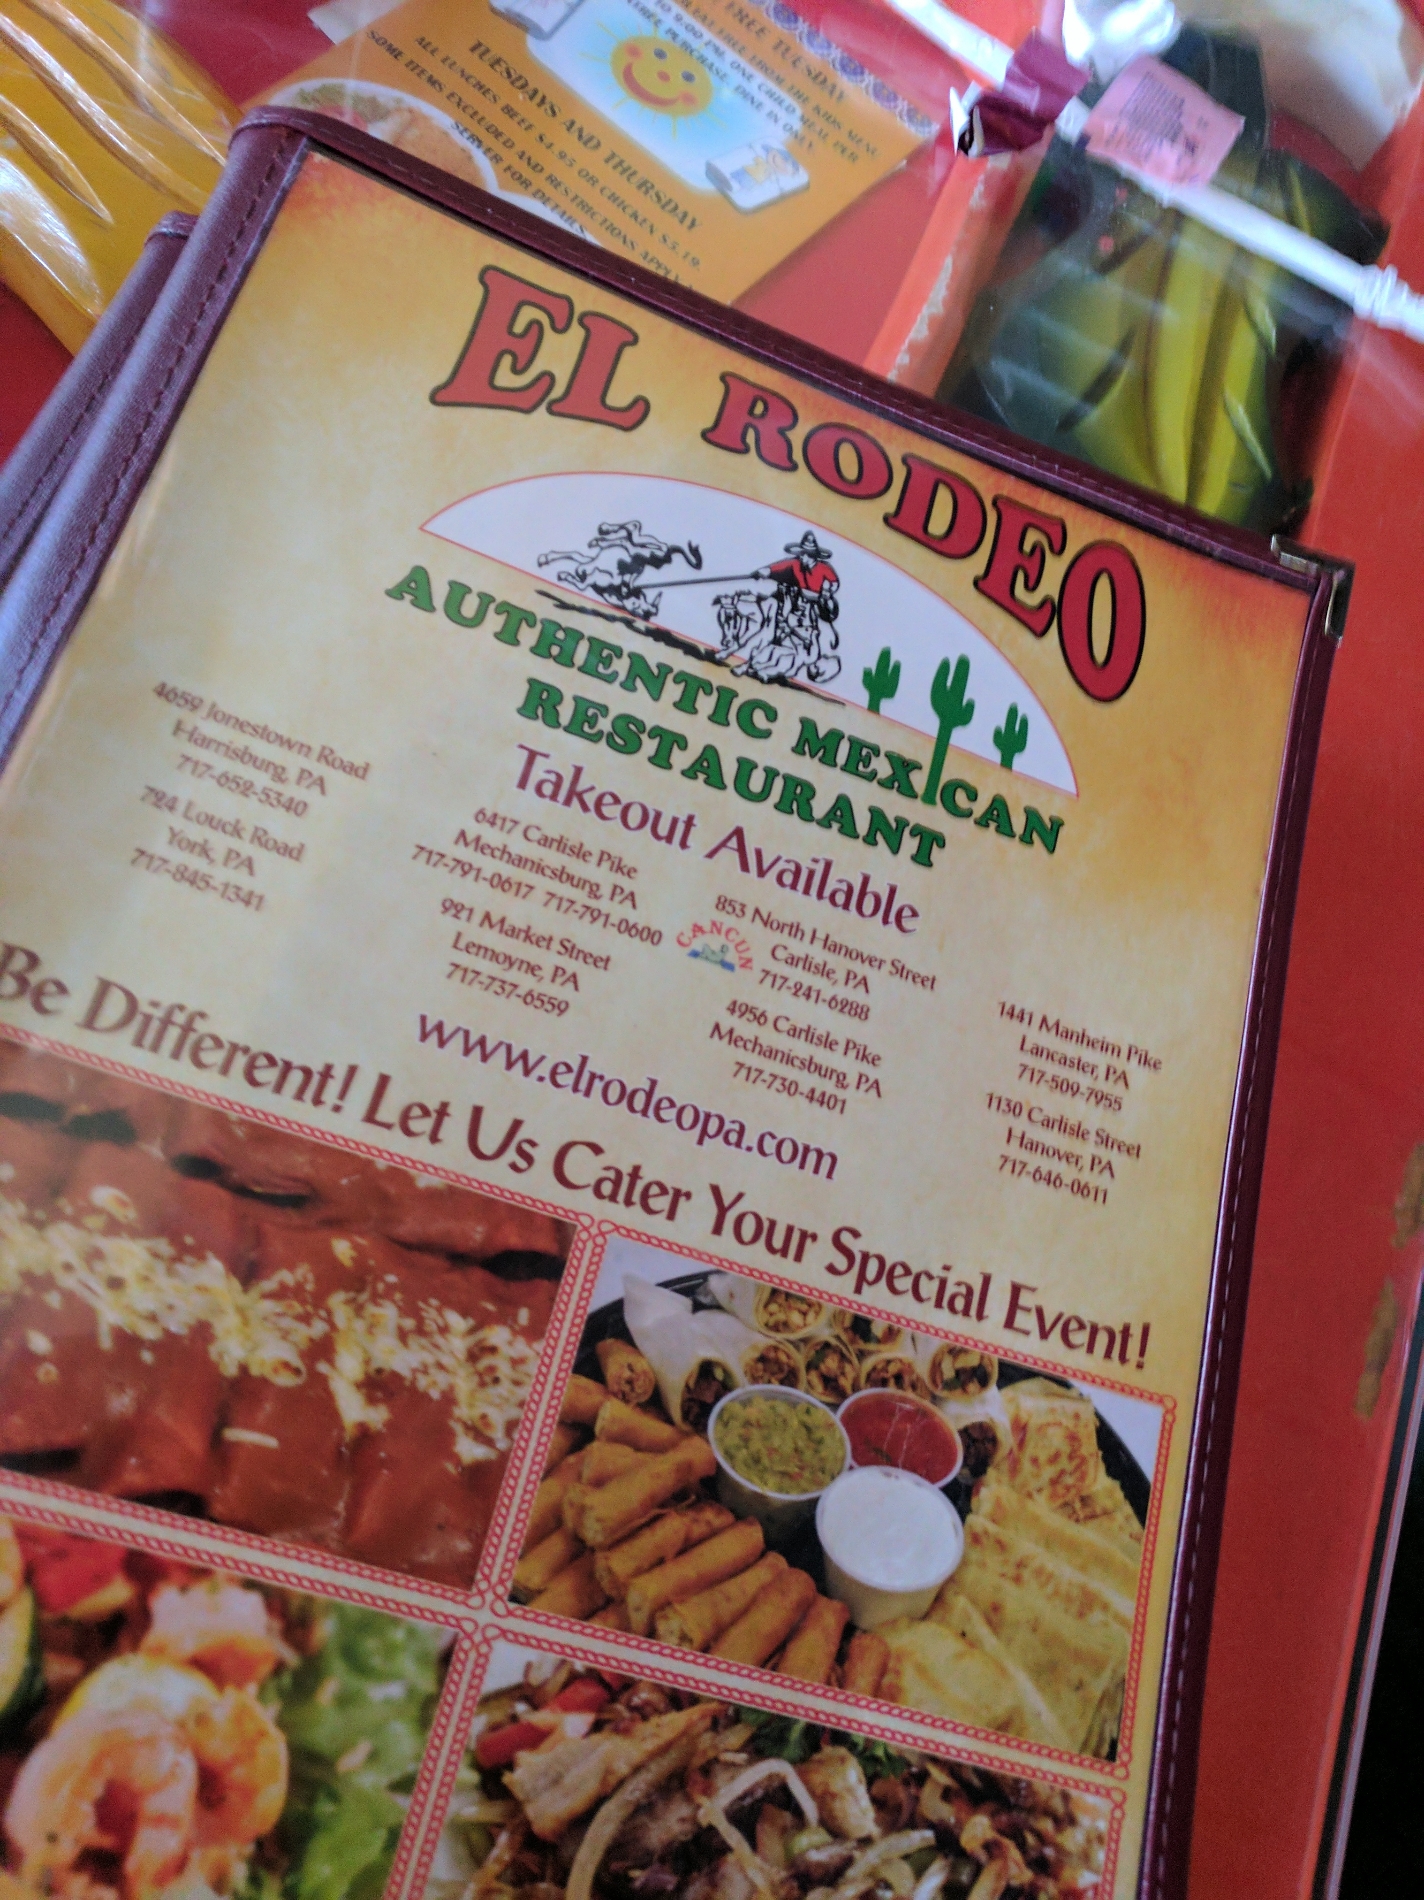 FREE TUESDAY
TUESDAYS AND THURSDAY
ALL LUNCHES BEEF $4.95 OR CHICKEN $5.19.
SOME ITEMS EXCLUDED AND RESTRICTIONS APPLY.
SERVER FOR DETAILS
EL RODEO
AUTHENTIC MEXICAN
RESTAURANT
Takeout Available
4659 Jonestown Road
Harrisburg, PA
717-652-5340
724 Louck Road
York, PA
717-845-1341
6417 Carlisle Pike
Mechanicsburg, PA
717-791-0617 717-791-0600
921 Market Street
Lemoyne, PA
717-737-6559
CANCUN
853 North Hanover Street
Carlisle, PA
717-241-6288
4956 Carlisle Pike
Mechanicsburg, PA
717-730-4401
1441 Manheim Pike
Lancaster, PA
717-509-7955
1130 Carlisle Street
Hanover, PA
717-646-0611
www.elrodeopa.com
Be Different! Let Us Cater Your Special Event!